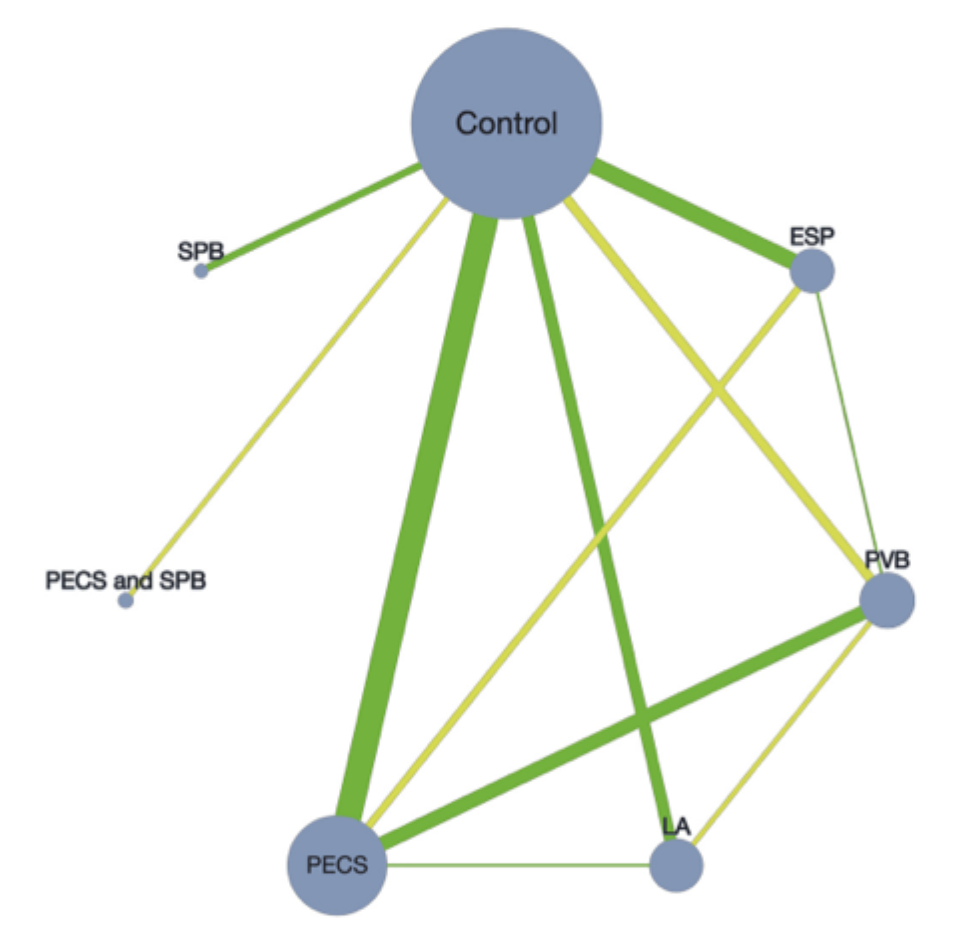 Control
ESP
SPB
PVB
PECS and SPB
LA
PECS